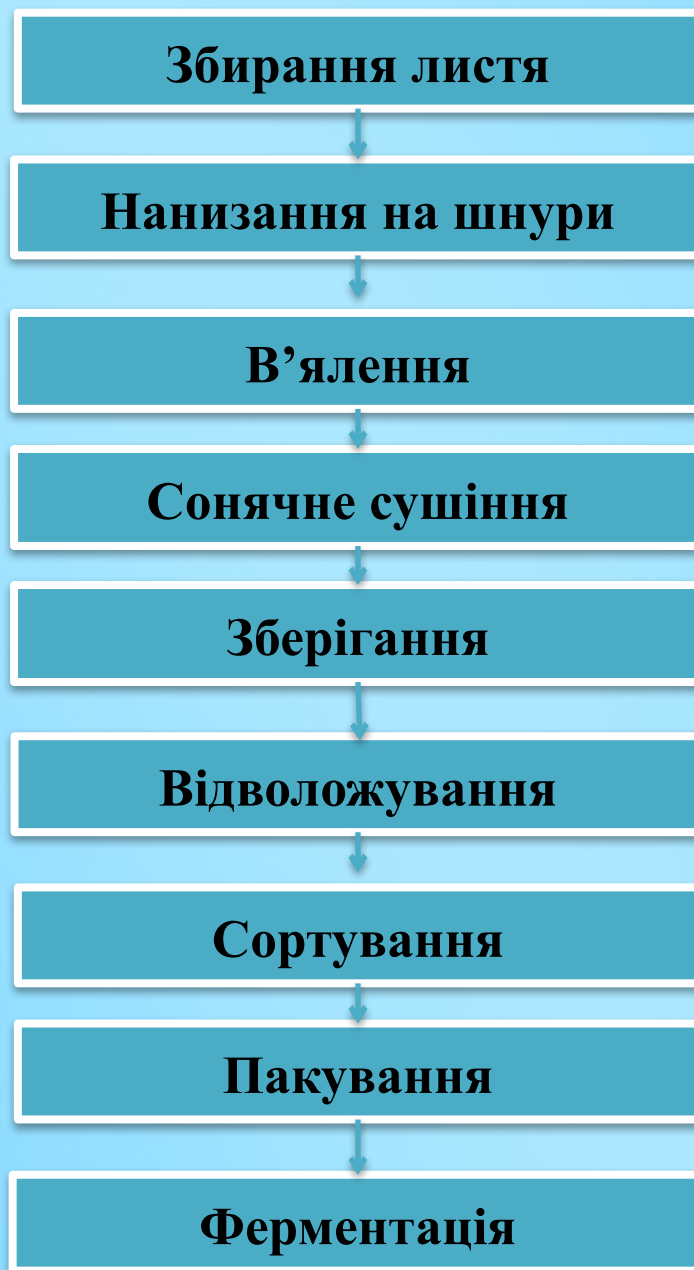 Збирання листя
Нанизання на шнури
В’ялення
Сонячне сушіння
Зберігання
Відволожування
Сортування
Пакування
Ферментація